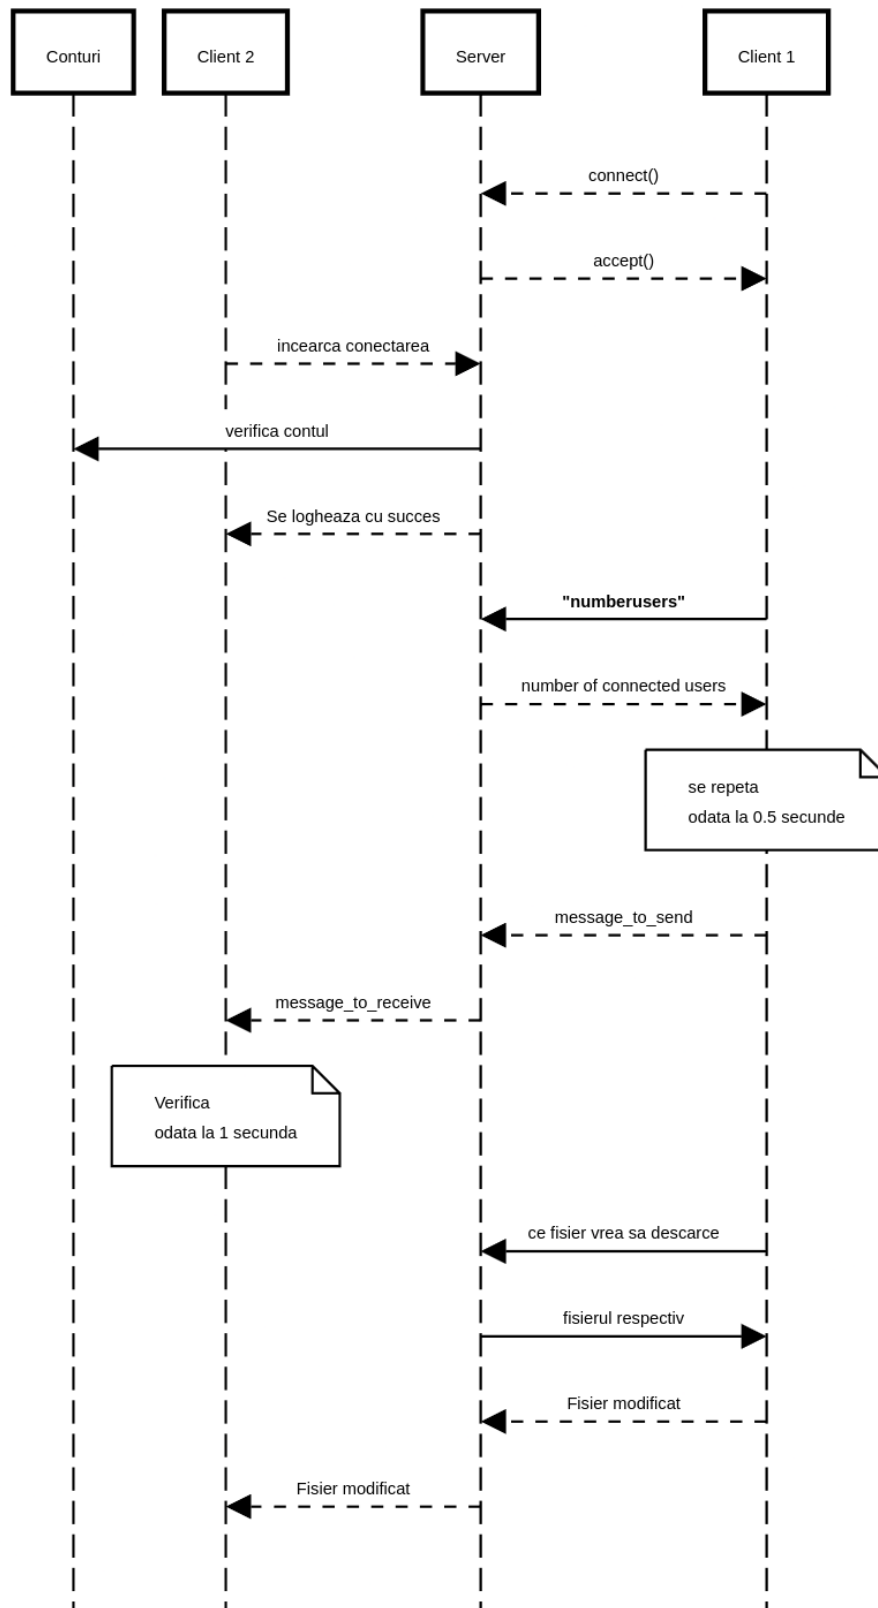 Conturi
Client 2
Server
Client 1
connect()
accept()
incearca conectarea
verifica contul
Se logheaza cu succes
"numberusers"
number of connected users
se repeta
odata la 0.5 secunde
message_to_send
message_to_receive
Verifica
odata la 1 secunda
ce fisier vrea sa descarce
fisierul respectiv
Fisier modificat
Fisier modificat